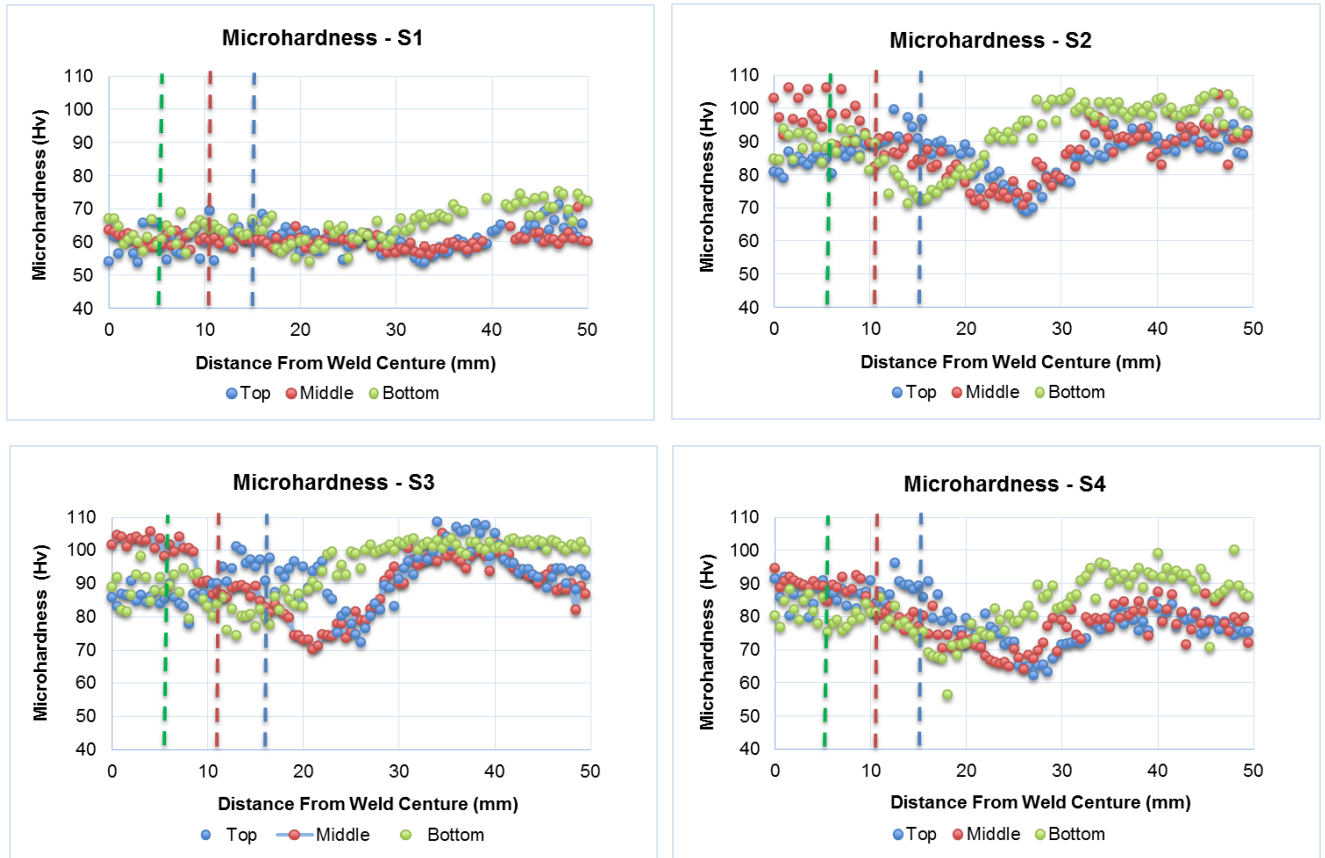 Microhardness - S1
110
100
90
80
70
60
50
40
Microhardness (Hv)
0 10 20 30 40 50
Distance From Weld Centure (mm)
Top Middle Bottom
Microhardness - S2
110
100
90
80
70
60
50
40
Microhardness (Hv)
0 10 20 30 40 50
Distance From Weld Centure (mm)
Top Middle Bottom
Microhardness - S3
110
100
90
80
70
60
50
40
Microhardness (Hv)
0 10 20 30 40 50
Distance From Weld Centure (mm)
Top Middle Bottom
Microhardness - S4
110
100
90
80
70
60
50
40
Microhardness (Hv)
0 10 20 30 40 50
Distance From Weld Centure (mm)
Top Middle Bottom